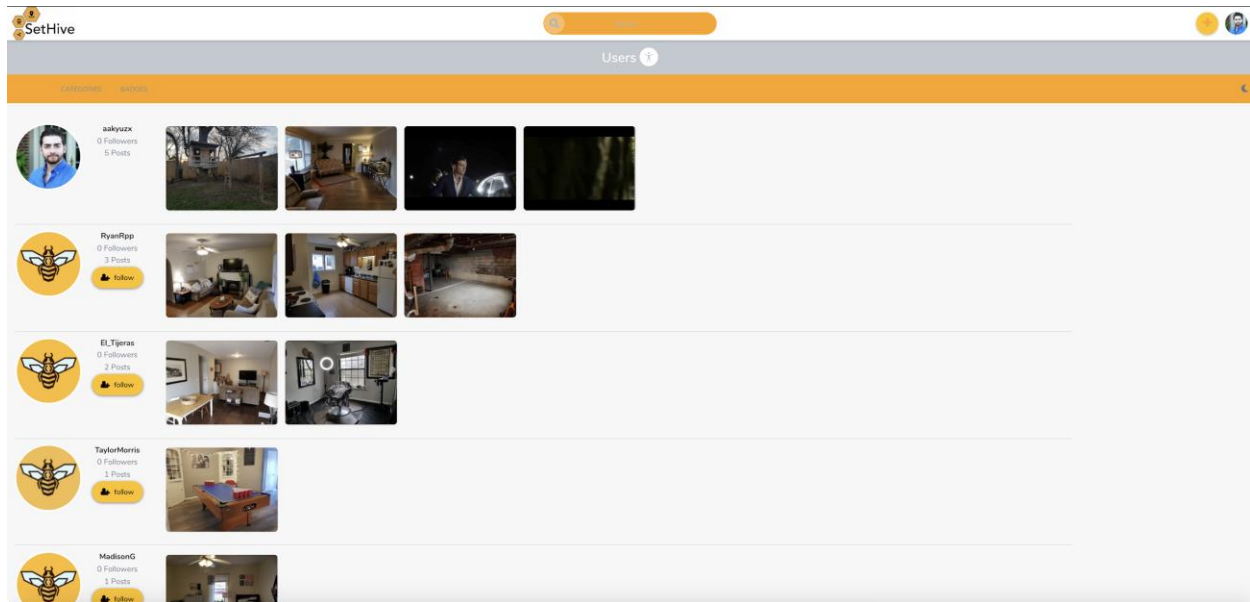 SetHive
Users
CATEGORIES BADGES
aakyuzx
0 Followers
5 Posts
RyanRpp
0 Followers
3 Posts
follow
El_Tijeras
0 Followers
2 Posts
follow
TaylorMorris
0 Followers
1 Posts
follow
MadisonG
0 Followers
1 Posts
follow